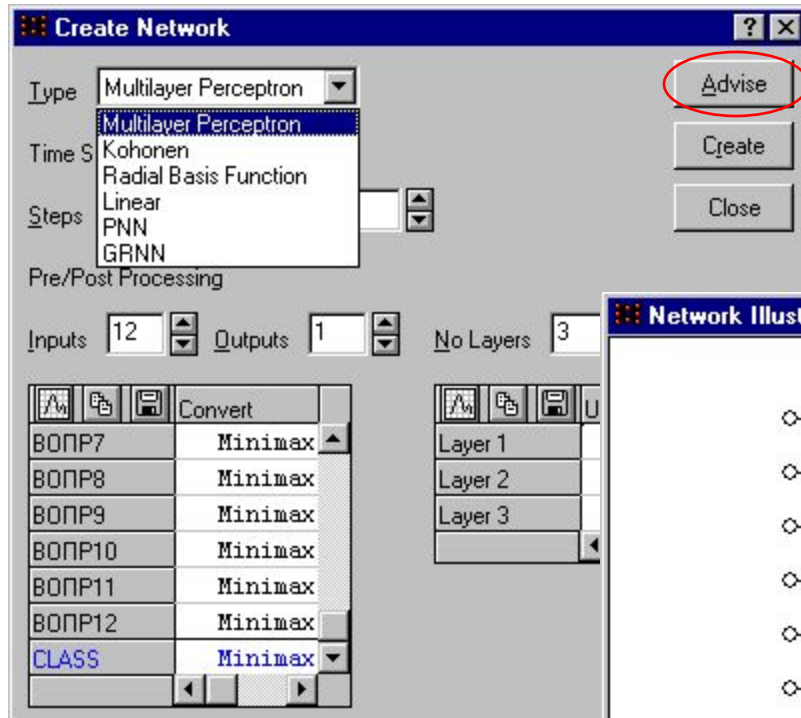 Create Network
Type Multilayer Perceptron
Advise
Multilayer Perceptron
Kohonen
Radial Basis Function
Linear
PNN
GRNN
Time S
Create
Steps
Close
Pre/Post Processing
Inputs 12 Outputs 1 No Layers 3
Network Illust
Convert
ВОПР7 Minimax
ВОПР8 Minimax
ВОПР9 Minimax
ВОПР10 Minimax
ВОПР11 Minimax
ВОПР12 Minimax
CLASS Minimax
U
Layer 1
Layer 2
Layer 3